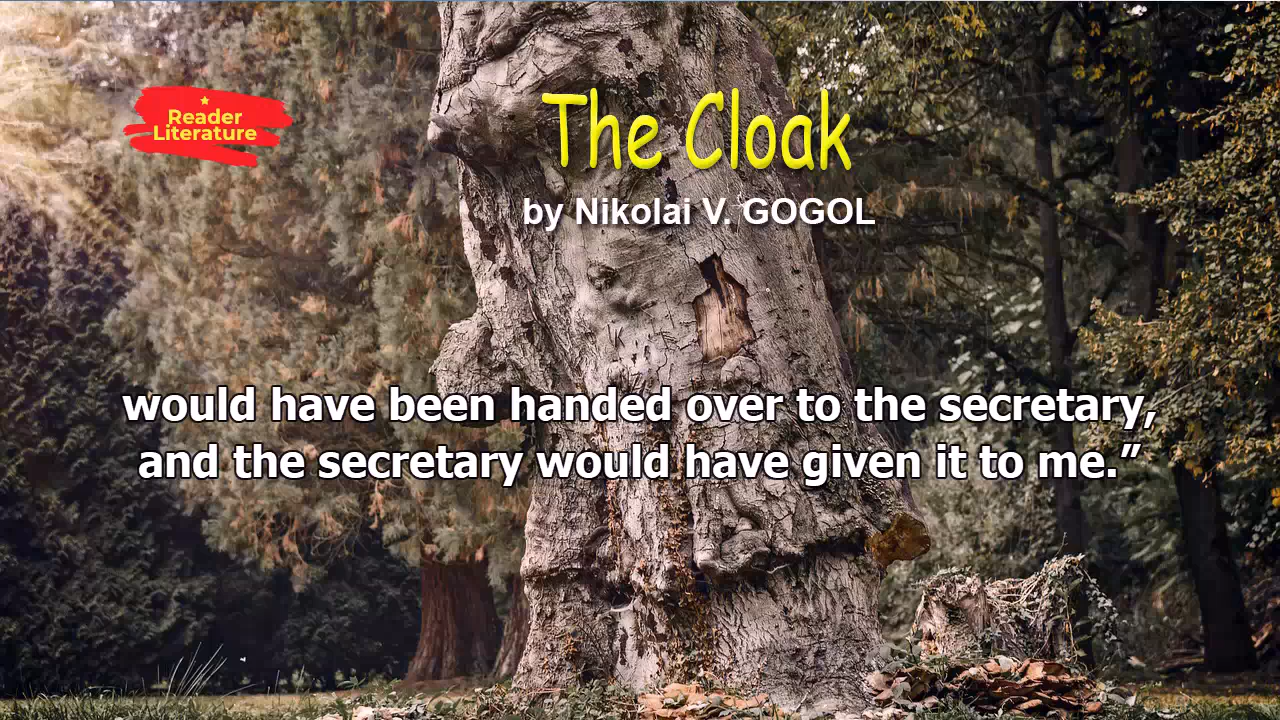 Reader
Literature
The Cloak
by Nikolai V. GOGOL
would have been handed over to the secretary,
and the secretary would have given it to me.”